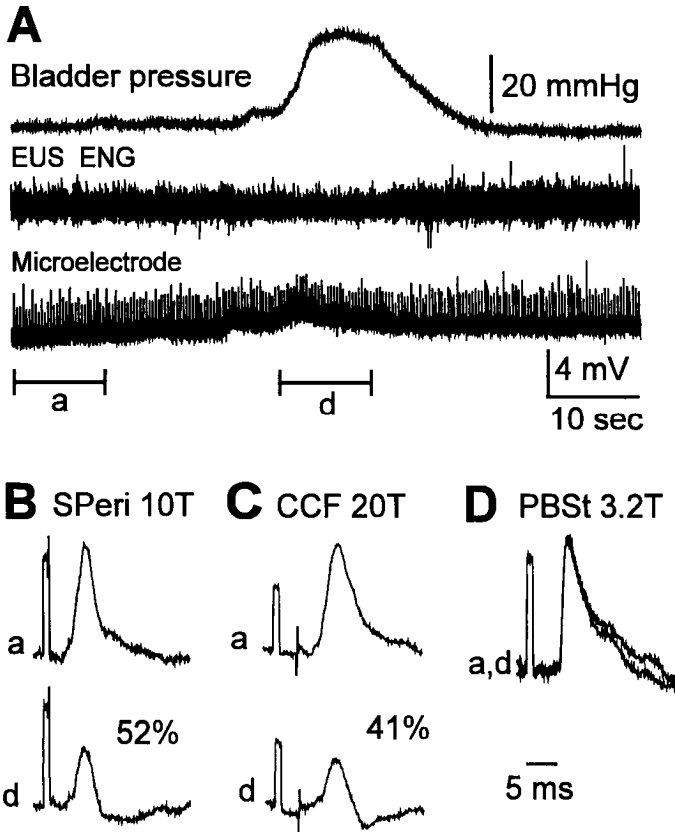 A
Bladder pressure
20 mmHg
EUS ENG
Microelectrode
a
d
4 mV
10 sec
B SPeri 10T
C CCF 20T
D PBSt 3.2T
a
a
a,d
52%
41%
d
d
5 ms